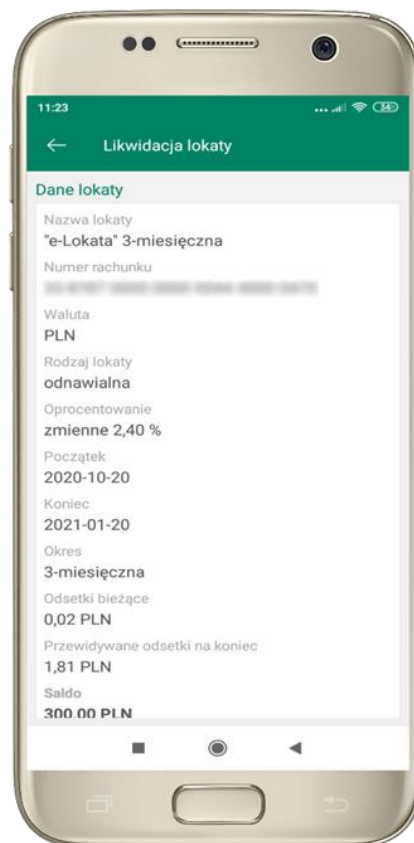 11:23
34
Likwidacja lokaty
Dane lokaty
Nazwa lokaty
"e-Lokata" 3-miesięczna
Numer rachunku
Waluta
PLN
Rodzaj lokaty
odnawialna
Oprocentowanie
zmienne 2,40 %
Początek
2020-10-20
Koniec
2021-01-20
Okres
3-miesięczna
Odsetki bieżące
0,02 PLN
Przewidywane odsetki na koniec
1,81 PLN
Saldo
300,00 PLN